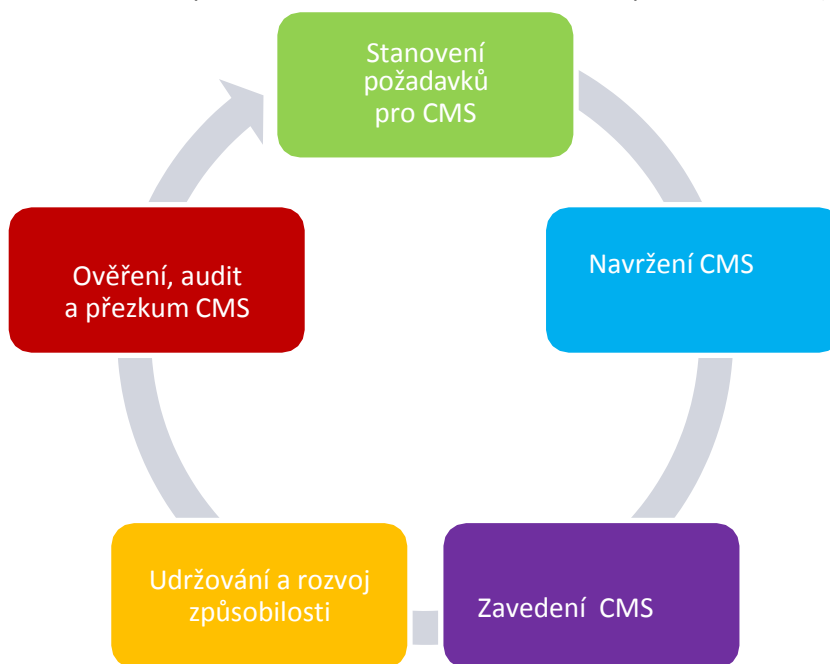 Stanovení
požadavků
pro CMS
Navržení CMS
Ověření, audit
a přezkum CMS
Udržování a rozvoj
způsobilosti
Zavedení  CMS